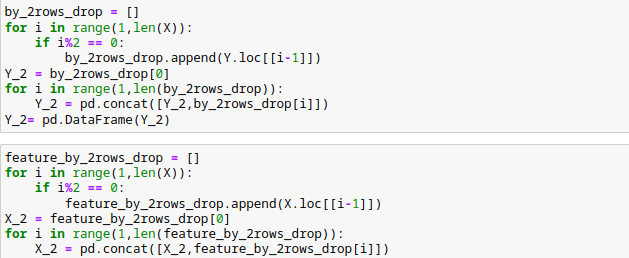 by_2rows_drop = []
for i in range(1,len(X)):
    if i%2 == 0:
        by_2rows_drop.append(Y.loc[[i-1]])
Y_2 = by_2rows_drop[0]
for i in range(1,len(by_2rows_drop)):
    Y_2 = pd.concat([Y_2,by_2rows_drop[i]])
Y_2= pd.DataFrame(Y_2)
feature_by_2rows_drop = []
for i in range(1,len(X)):
    if i%2 == 0:
        feature_by_2rows_drop.append(X.loc[[i-1]])
X_2 = feature_by_2rows_drop[0]
for i in range(1,len(feature_by_2rows_drop)):
    X_2 = pd.concat([X_2,feature_by_2rows_drop[i]])